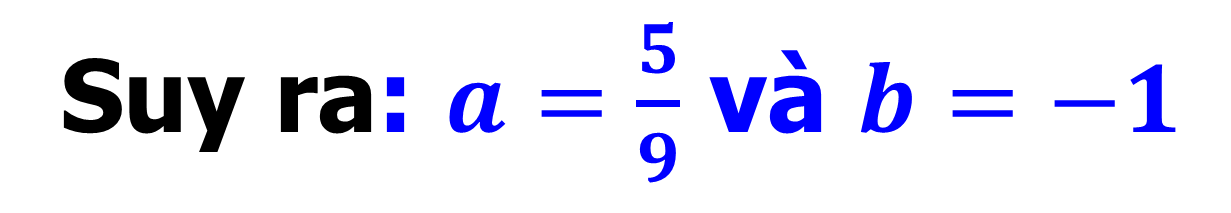 Suy ra: a = 5/9 và b = −1